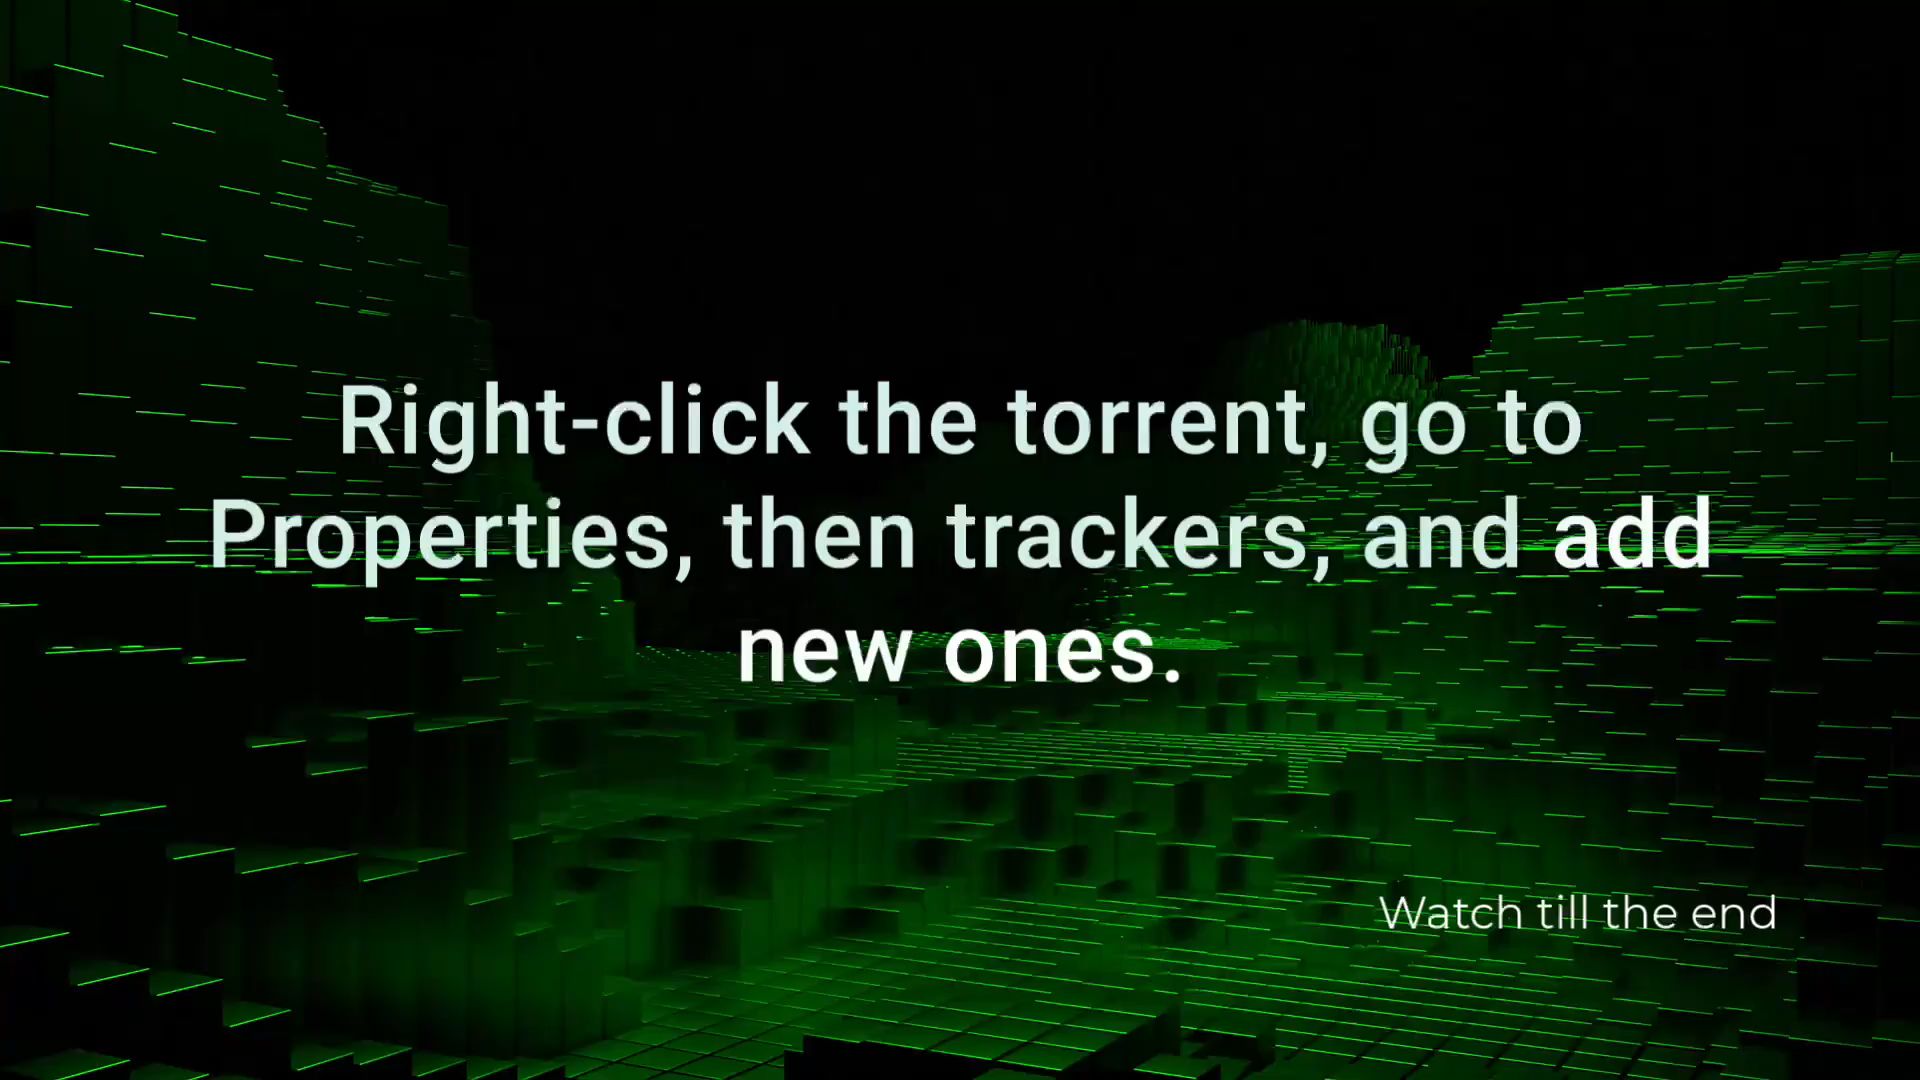 Right-click the torrent, go to
Properties, then trackers, and add
new ones.
Watch till the end